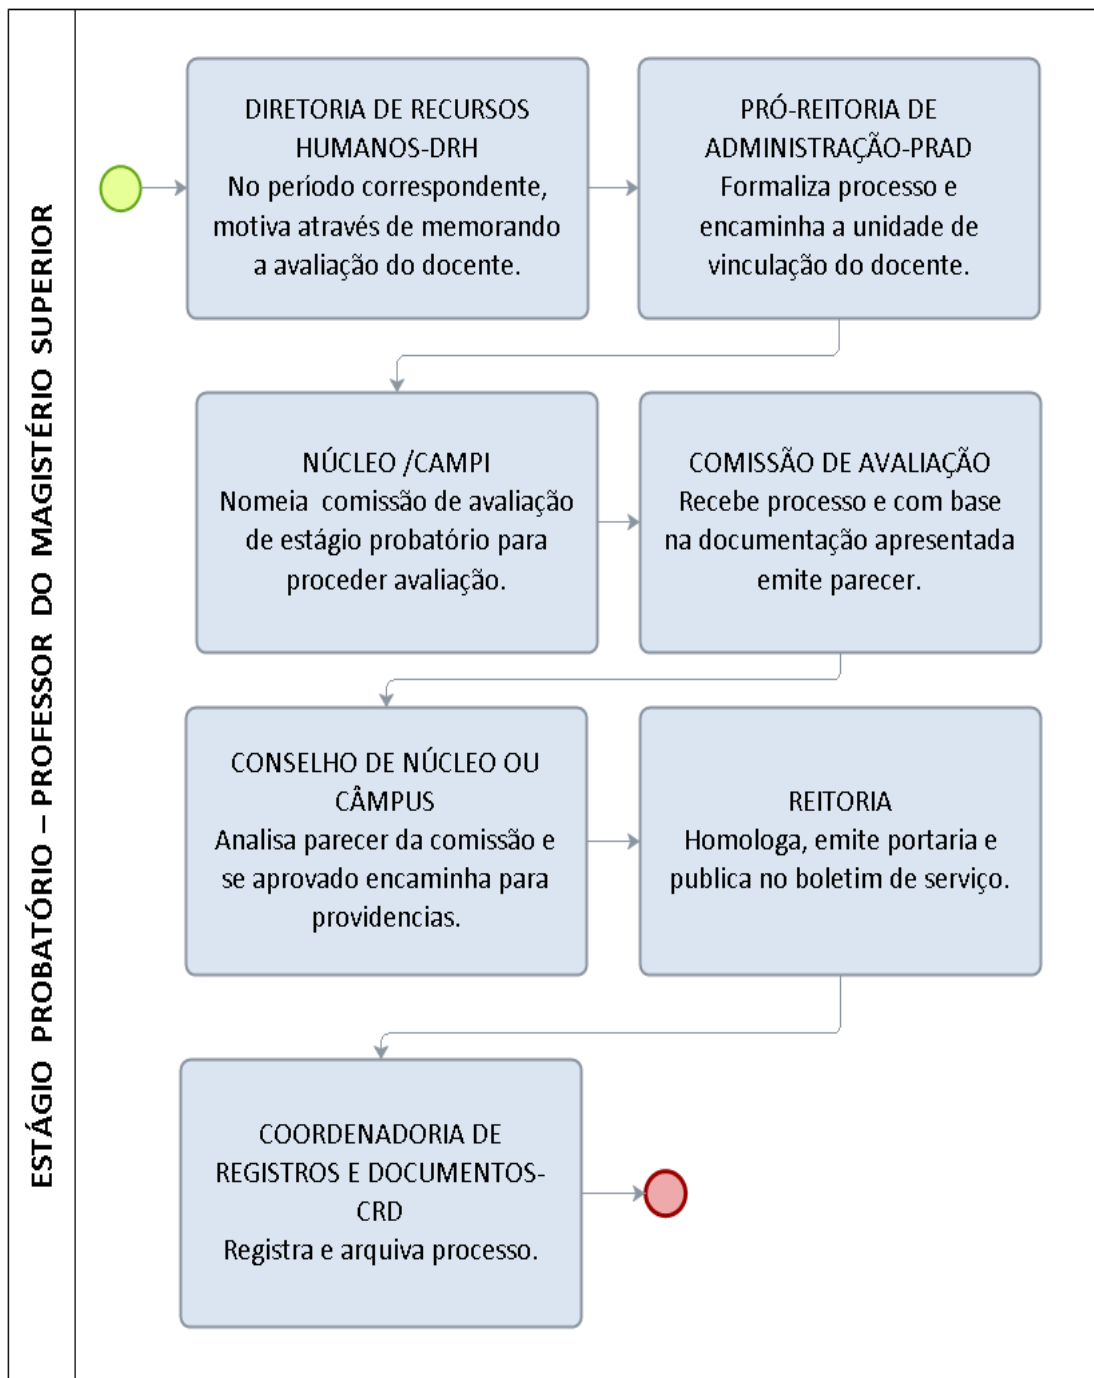 ESTÁGIO PROBATÓRIO – PROFESSOR DO MAGISTÉRIO SUPERIOR
DIRETORIA DE RECURSOS
HUMANOS-DRH
No período correspondente,
motiva através de memorando
a avaliação do docente.
PRÓ-REITORIA DE
ADMINISTRAÇÃO-PRAD
Formaliza processo e
encaminha a unidade de
vinculação do docente.
NÚCLEO /CAMPI
Nomeia comissão de avaliação
de estágio probatório para
proceder avaliação.
COMISSÃO DE AVALIAÇÃO
Recebe processo e com base
na documentação apresentada
emite parecer.
CONSELHO DE NÚCLEO OU
CÂMPUS
Analisa parecer da comissão e
se aprovado encaminha para
providencias.
REITORIA
Homologa, emite portaria e
publica no boletim de serviço.
COORDENADORIA DE
REGISTROS E DOCUMENTOS-
CRD
Registra e arquiva processo.